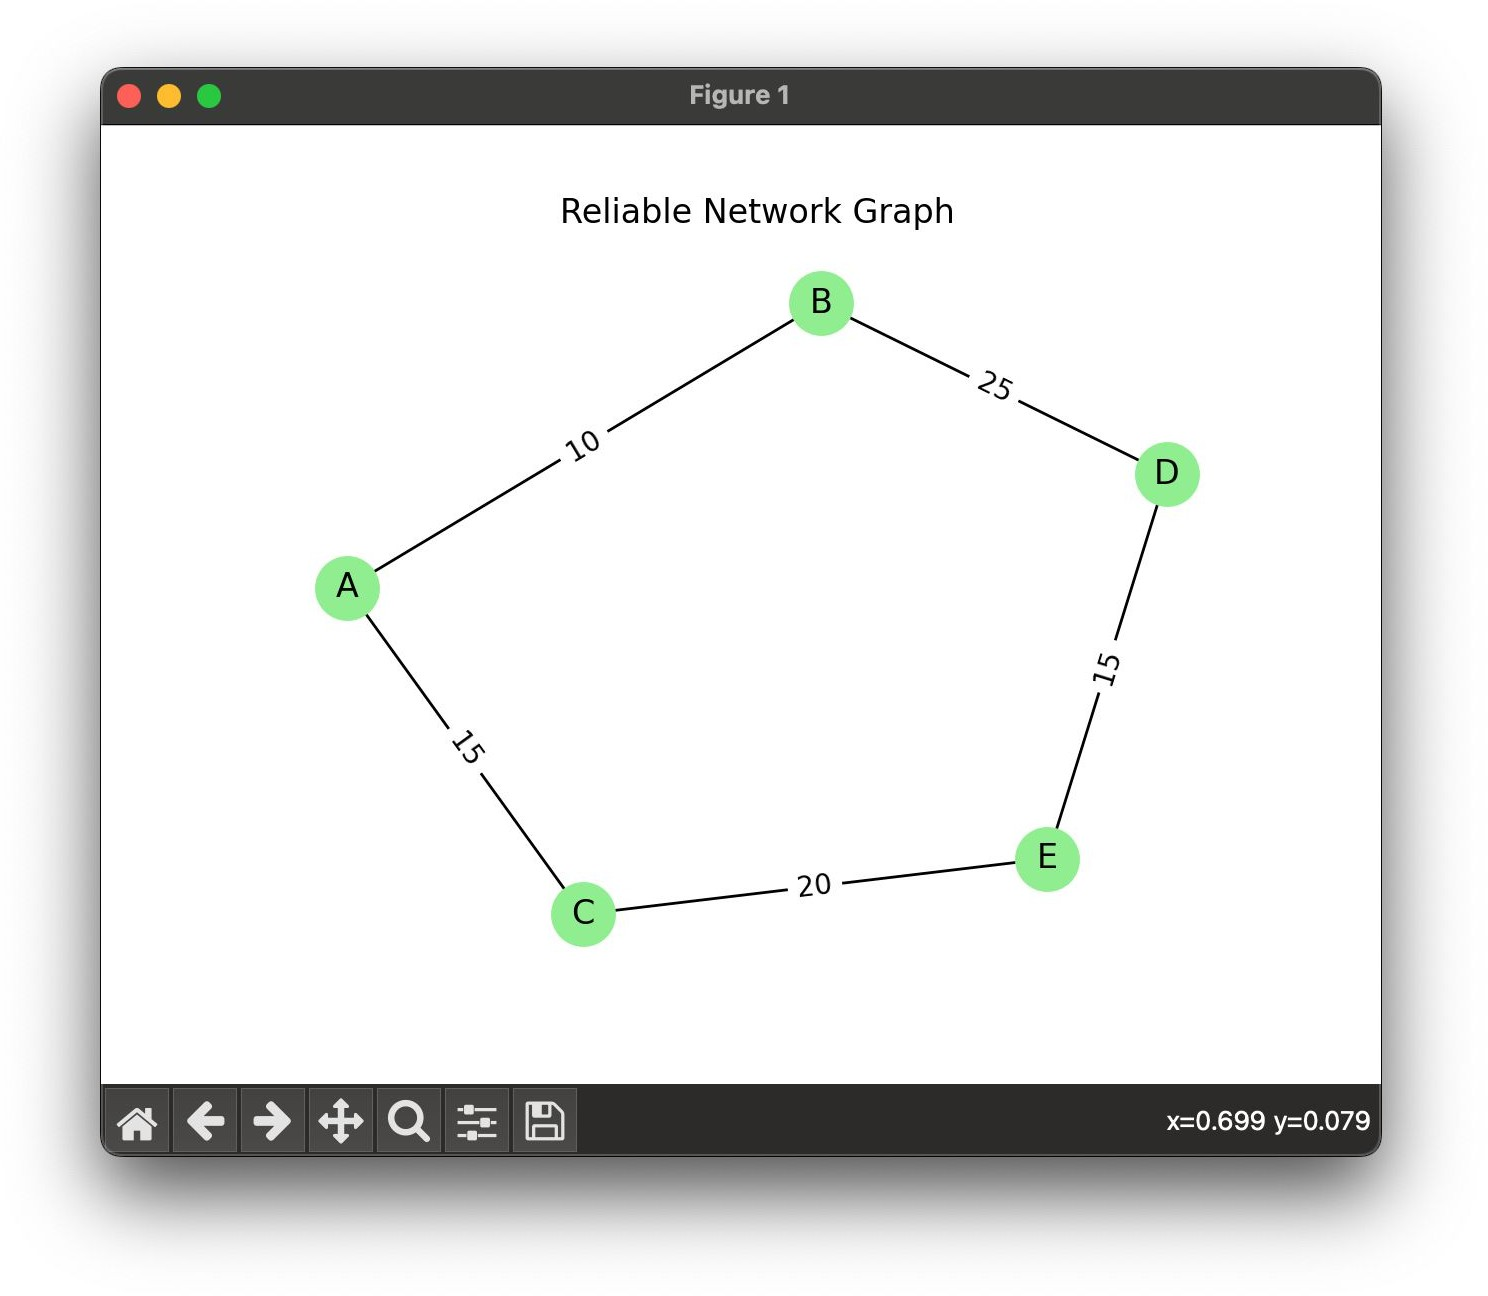 Figure 1
Reliable Network Graph
B
25
D
10
A
15
15
E
20
C
x=0.699 y=0.079